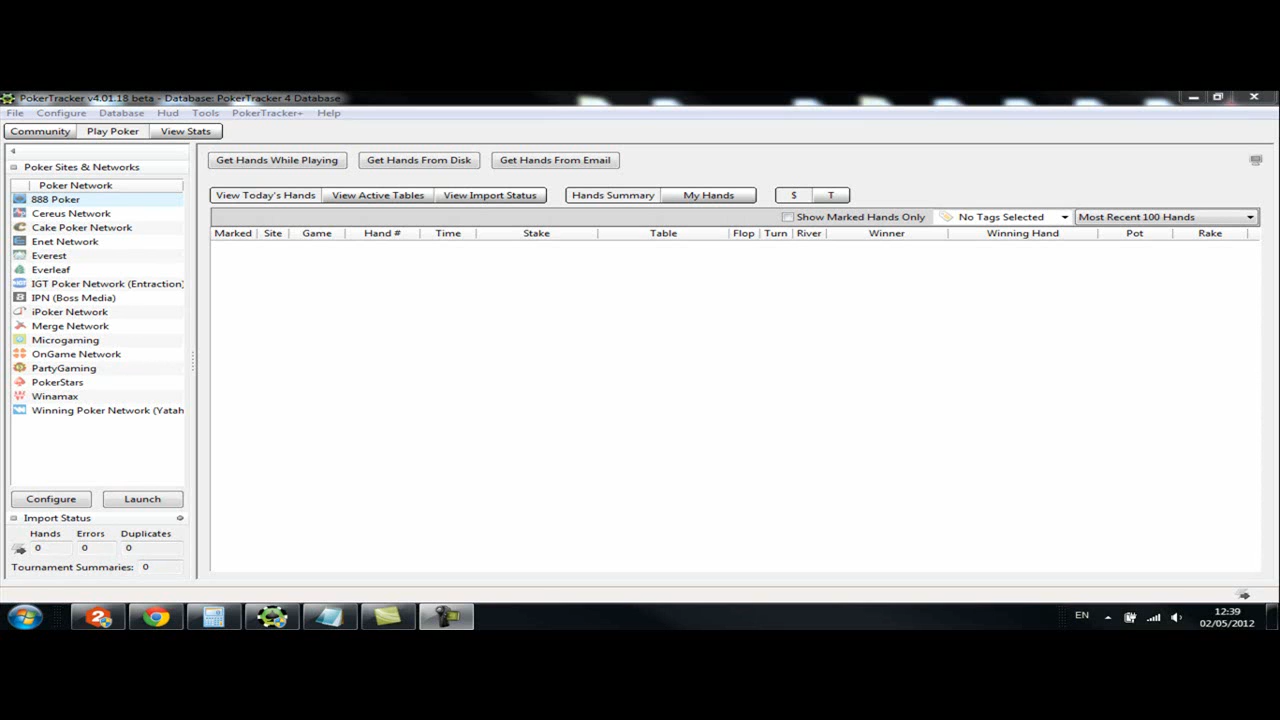 PokerTracker v4.01.18 beta - Database: PokerTracker 4 Database
File Configure Database Hud Tools PokerTracker+ Help
Community Play Poker View Stats
Poker Sites & Networks
Poker Network
888 Poker
Cereus Network
Cake Poker Network
Enet Network
Everest
Everleaf
IGT Poker Network (Entraction)
IPN (Boss Media)
iPoker Network
Merge Network
Microgaming
OnGame Network
PartyGaming
PokerStars
Winamax
Winning Poker Network (Yatah
Configure Launch
Import Status
Hands Errors Duplicates
0 0 0
Tournament Summaries: 0
Get Hands While Playing Get Hands From Disk Get Hands From Email
View Today's Hands View Active Tables View Import Status Hands Summary My Hands $ T
Show Marked Hands Only No Tags Selected Most Recent 100 Hands
Marked Site Game Hand # Time Stake Table Flop Turn River Winner Winning Hand Pot Rake
EN 12:39
02/05/2012